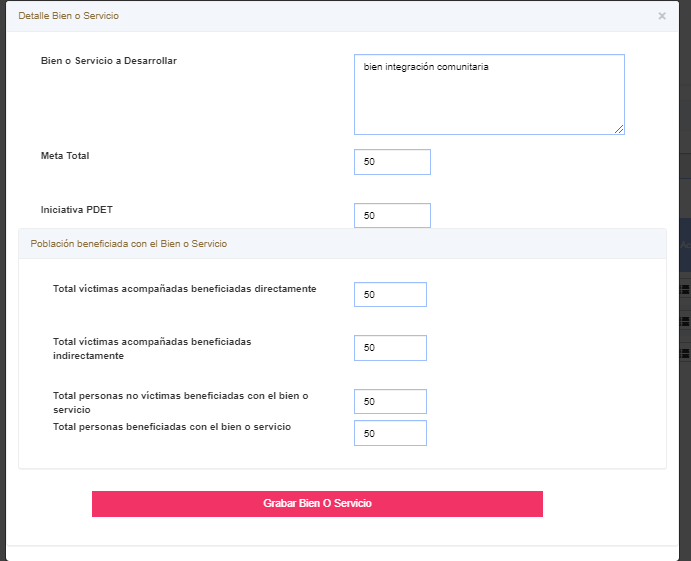 Detalle Bien o Servicio ×
Bien o Servicio a Desarrollar
bien integración comunitaria
Meta Total 50
Iniciativa PDET 50
Población beneficiada con el Bien o Servicio
Total víctimas acompañadas beneficiadas directamente 50
Total víctimas acompañadas beneficiadas
indirectamente
50
Total personas no víctimas beneficiadas con el bien o
servicio
50
Total personas beneficiadas con el bien o servicio 50
Grabar Bien O Servicio